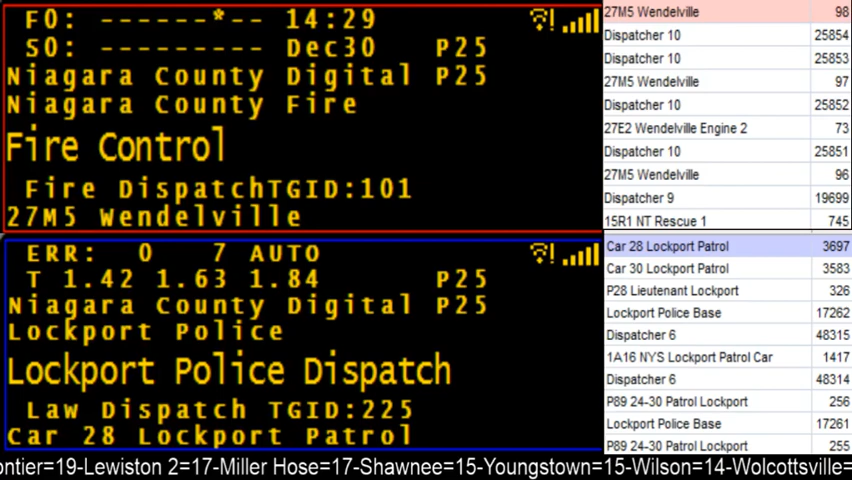 F0: ------*-- 14:29
S0: --------- Dec30 P25
Niagara County Digital P25
Niagara County Fire
Fire Control
Fire DispatchTGID:101
27M5 Wendelville
27M5 Wendelville 98
Dispatcher 10 25854
Dispatcher 10 25853
27M5 Wendelville 97
Dispatcher 10 25852
27E2 Wendelville Engine 2 73
Dispatcher 10 25851
27M5 Wendelville 96
Dispatcher 9 19699
15R1 NT Rescue 1 745
ERR: 0 7 AUTO
T 1.42 1.63 1.84 P25
Niagara County Digital P25
Lockport Police
Lockport Police Dispatch
Law Dispatch TGID:225
Car 28 Lockport Patrol
Car 28 Lockport Patrol 3697
Car 30 Lockport Patrol 3583
P28 Lieutenant Lockport 326
Lockport Police Base 17262
Dispatcher 6 48315
1A16 NYS Lockport Patrol Car 1417
Dispatcher 6 48314
P89 24-30 Patrol Lockport 256
Lockport Police Base 17261
P89 24-30 Patrol Lockport 255
ontier=19-Lewiston 2=17-Miller Hose=17-Shawnee=15-Youngstown=15-Wilson=14-Wolcottsville=